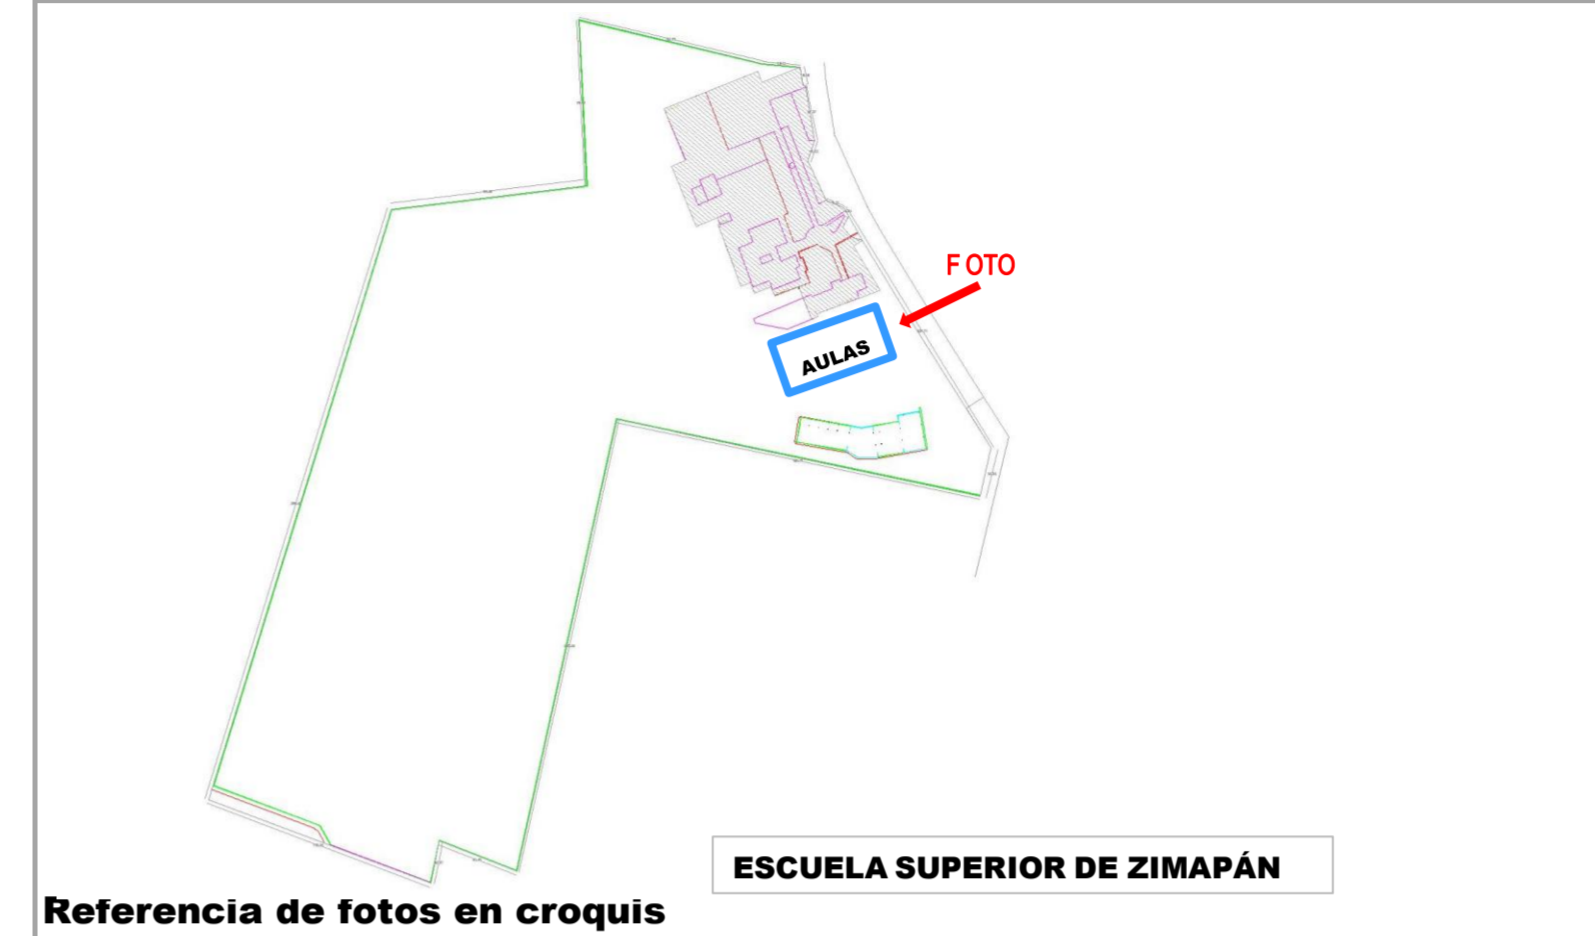 F OTO
AULAS
ESCUELA SUPERIOR DE ZIMAPÁN
Referencia de fotos en croquis